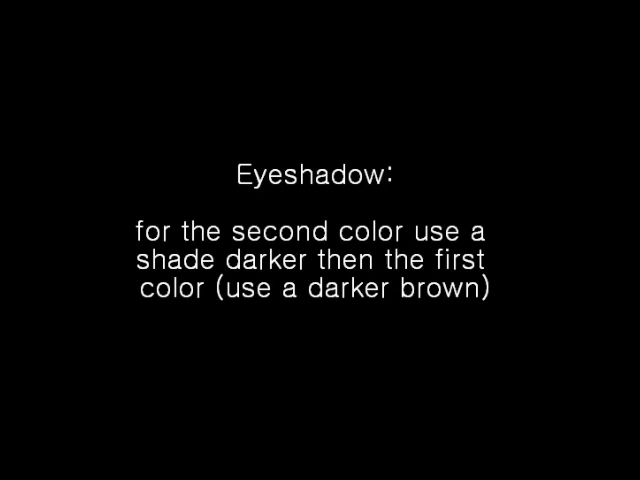 Eyeshadow:
for the second color use a
shade darker then the first
color (use a darker brown)